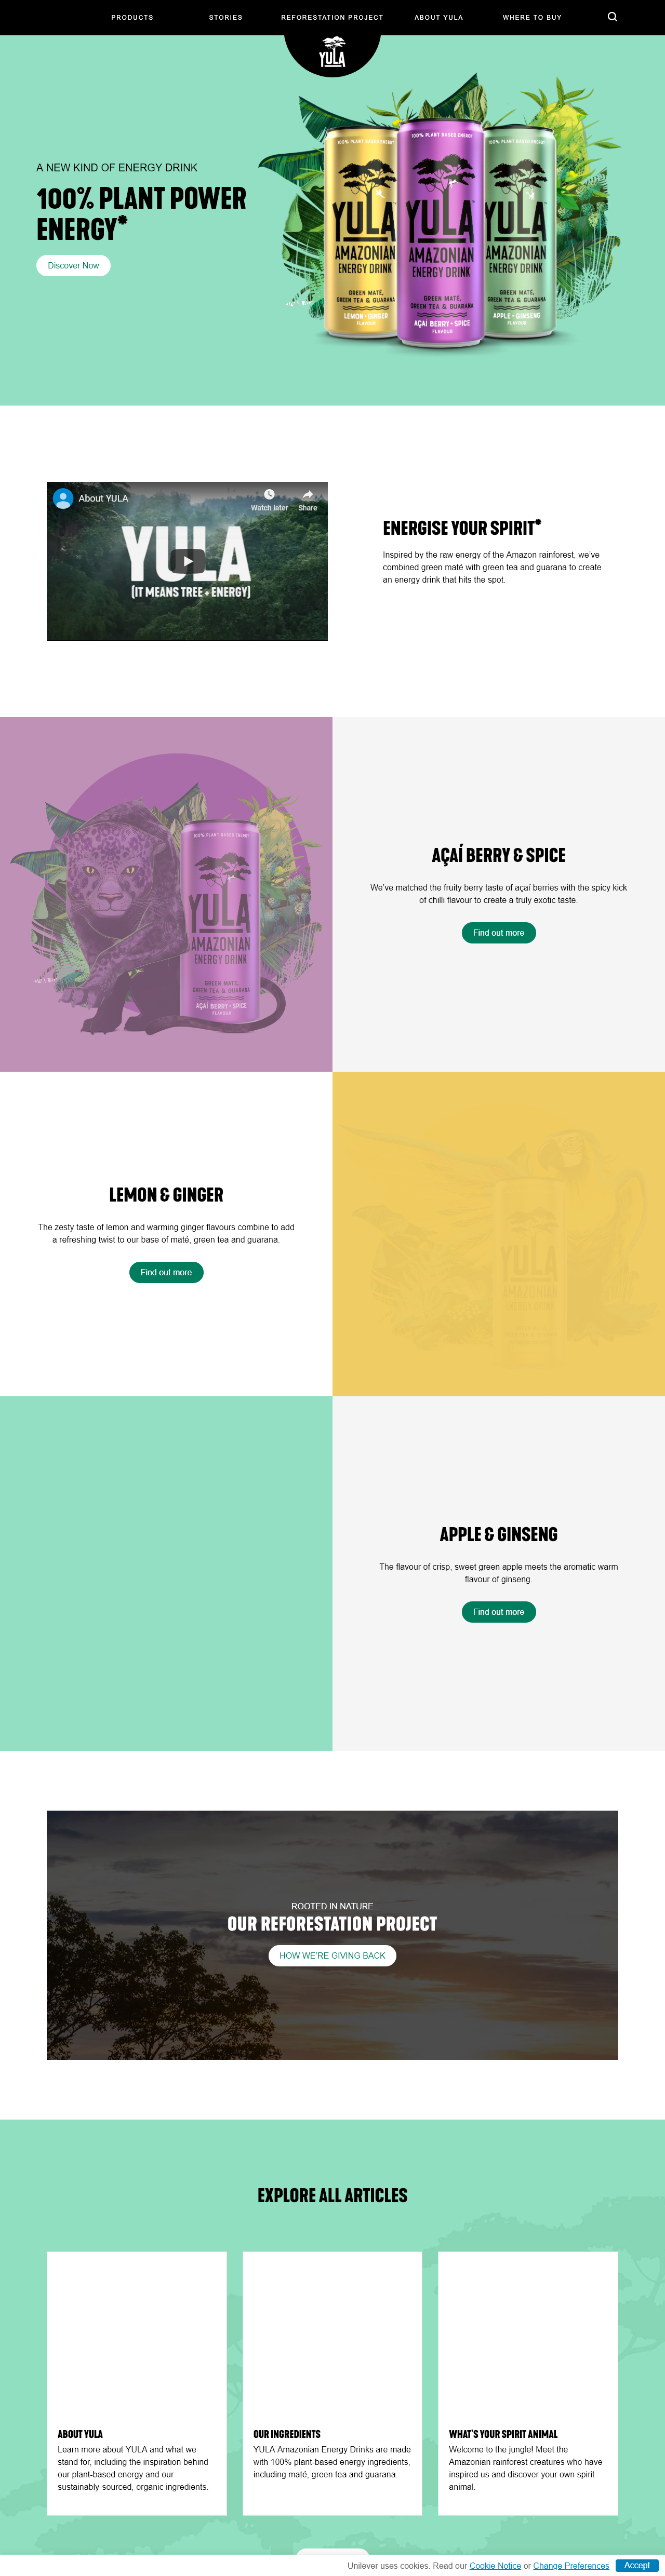 PRODUCTS
STORIES
REFORESTATION PROJECT
ABOUT YULA
WHERE TO BUY
YULA
A NEW KIND OF ENERGY DRINK
100% PLANT POWER
ENERGY*
Discover Now
100% PLANT BASED ENERGY
YULA
AMAZONIAN
ENERGY DRINK
GREEN MATE,
GREEN TEA & GUARANA
LEMON + GINGER
FLAVOUR
100% PLANT BASED ENERGY
YULA
AMAZONIAN
ENERGY DRINK
GREEN MATE,
GREEN TEA & GUARANA
AÇAI BERRY + SPICE
FLAVOUR
100% PLANT BASED ENERGY
YULA
AMAZONIAN
ENERGY DRINK
GREEN MATE,
GREEN TEA & GUARANA
APPLE + GINSENG
FLAVOUR
About YULA
Watch later
Share
YULA
(IT MEANS TREE + ENERGY)
ENERGISE YOUR SPIRIT*
Inspired by the raw energy of the Amazon rainforest, we've
combined green maté with green tea and guarana to create
an energy drink that hits the spot.
100% PLANT BASED ENERGY
YULA
AMAZONIAN
ENERGY DRINK
GREEN MATE,
GREEN TEA & GUARANA
AÇAI BERRY + SPICE
FLAVOUR
AÇAÍ BERRY & SPICE
We've matched the fruity berry taste of açaí berries with the spicy kick
of chilli flavour to create a truly exotic taste.
Find out more
LEMON & GINGER
The zesty taste of lemon and warming ginger flavours combine to add
a refreshing twist to our base of maté, green tea and guarana.
Find out more
YULA
AMAZONIAN
ENERGY DRINK
APPLE & GINSENG
The flavour of crisp, sweet green apple meets the aromatic warm
flavour of ginseng.
Find out more
ROOTED IN NATURE
OUR REFORESTATION PROJECT
HOW WE'RE GIVING BACK
EXPLORE ALL ARTICLES
ABOUT YULA
Learn more about YULA and what we
stand for, including the inspiration behind
our plant-based energy and our
sustainably-sourced, organic ingredients.
OUR INGREDIENTS
YULA Amazonian Energy Drinks are made
with 100% plant-based energy ingredients,
including maté, green tea and guarana.
WHAT'S YOUR SPIRIT ANIMAL
Welcome to the jungle! Meet the
Amazonian rainforest creatures who have
inspired us and discover your own spirit
animal.
Unilever uses cookies. Read our Cookie Notice or Change Preferences
Accept